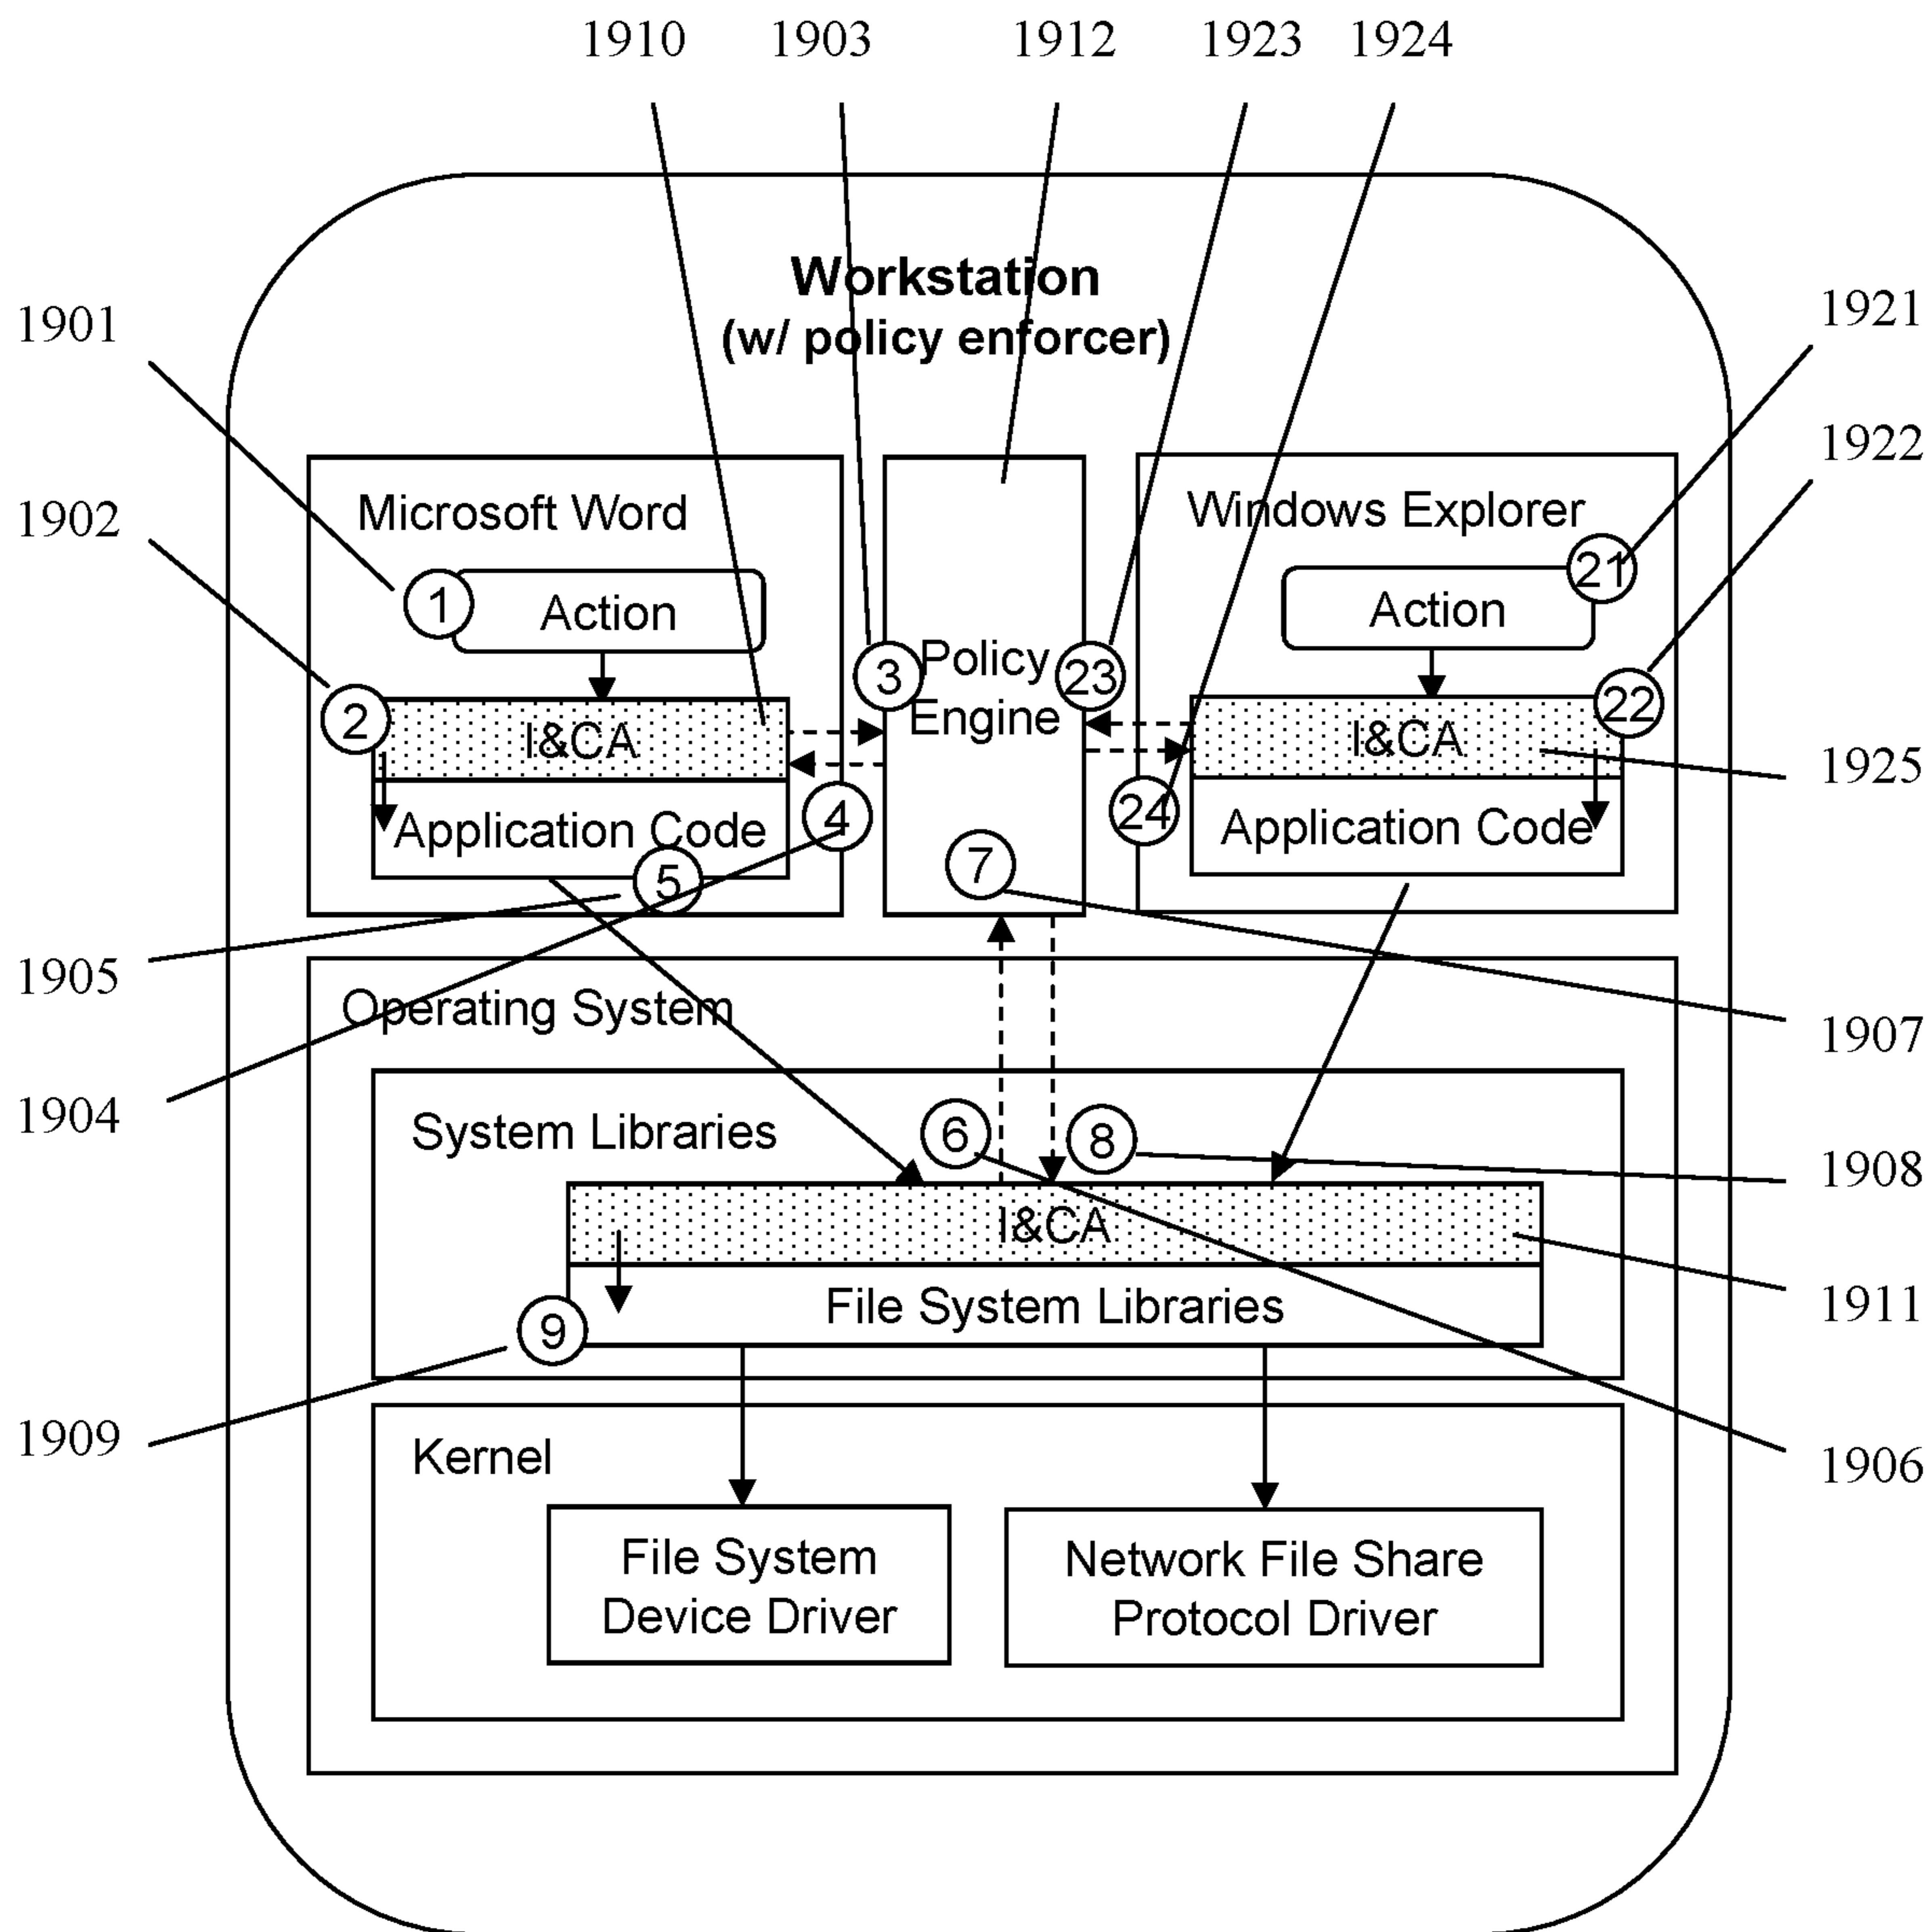 1910 1903 1912 1923 1924
Workstation
(w/ policy enforcer)
1901
1921
1902
1922
Microsoft Word
Windows Explorer
1
Action
21
Action
3
Policy
Engine
23
2
I&CA
22
I&CA
1925
Application Code
4
24
Application Code
5
7
1905
Operating System
1907
1904
System Libraries
6
8
1908
I&CA
1911
File System Libraries
9
1909
Kernel
1906
File System
Device Driver
Network File Share
Protocol Driver